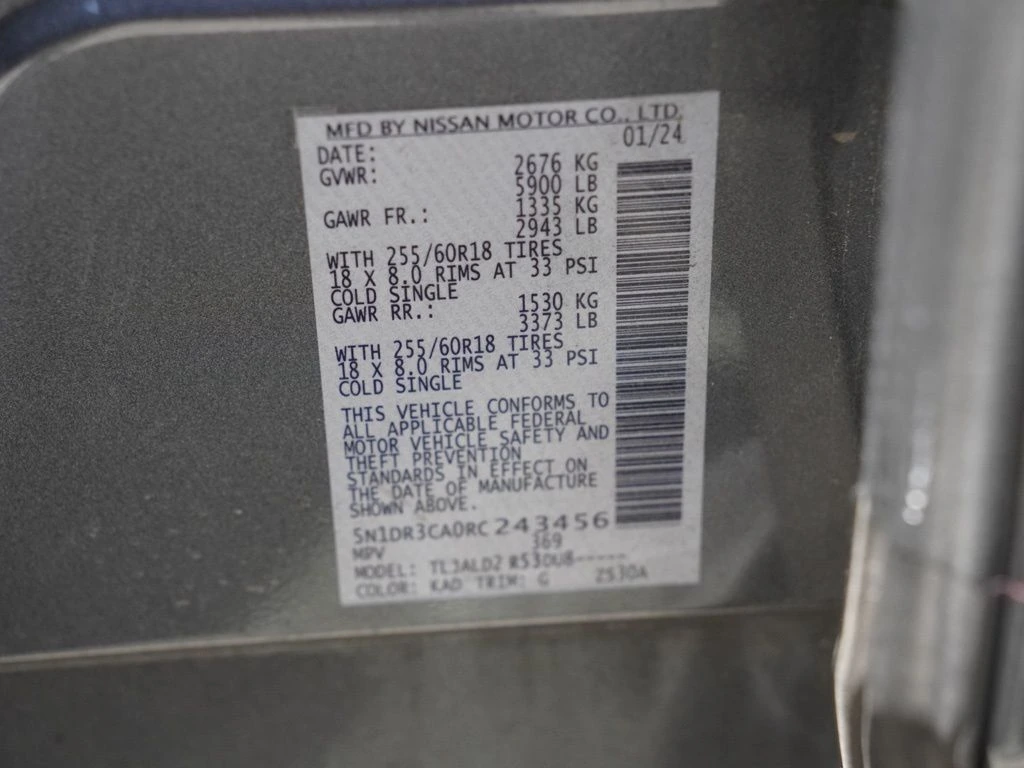 MFD BY NISSAN MOTOR CO., LTD.
DATE: 01/24
GVWR: 2676 KG
5900 LB
GAWR FR.: 1335 KG
2943 LB
WITH 255/60R18 TIRES
18 X 8.0 RIMS AT 33 PSI
COLD SINGLE
GAWR RR.: 1530 KG
3373 LB
WITH 255/60R18 TIRES
18 X 8.0 RIMS AT 33 PSI
COLD SINGLE
THIS VEHICLE CONFORMS TO
ALL APPLICABLE FEDERAL
MOTOR VEHICLE SAFETY AND
THEFT PREVENTION
STANDARDS IN EFFECT ON
THE DATE OF MANUFACTURE
SHOWN ABOVE.
5N1DR3CA0RC243456
MPV 369
MODEL: TL3ALD2 R53DU8-----
COLOR: KAD TRIM: G